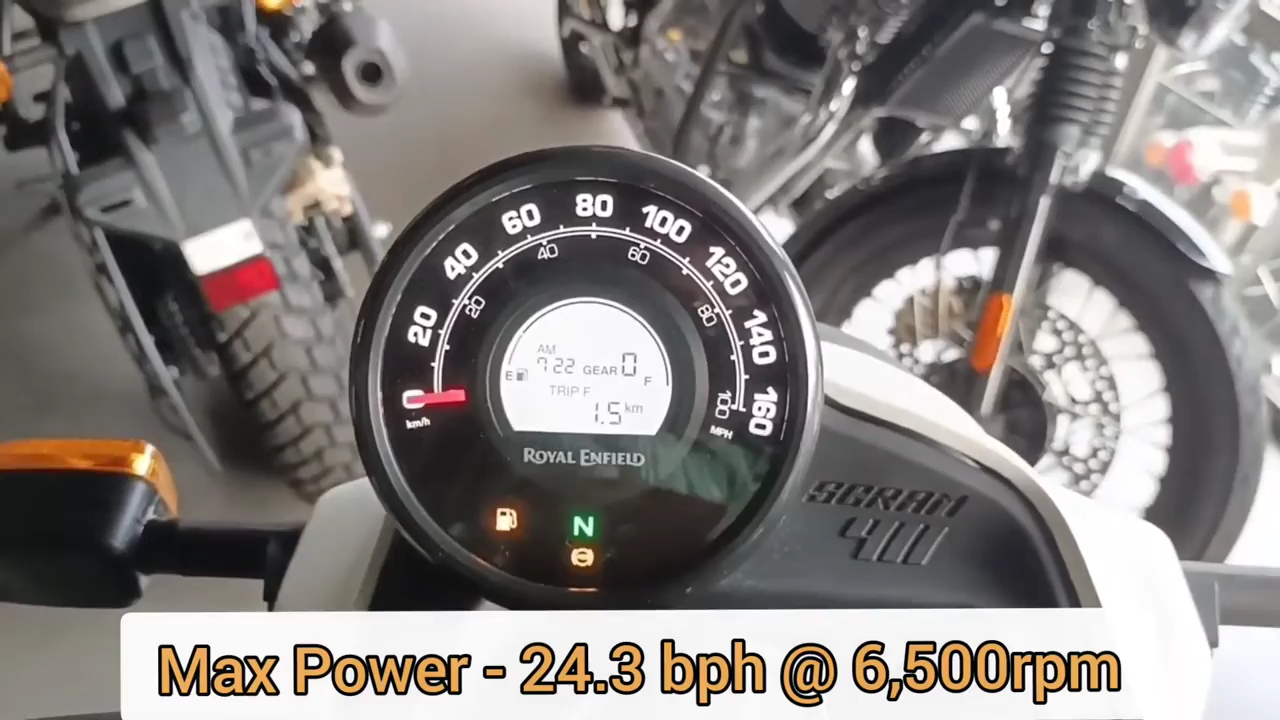 80
60
100
40
120
40
60
20
20
80
140
0
100
160
km/h
MPH
AM
7 22 GEAR 0
E
F
TRIP F
1.5 km
ROYAL ENFIELD
N
SCRAM
411
Max Power - 24.3 bph @ 6,500rpm